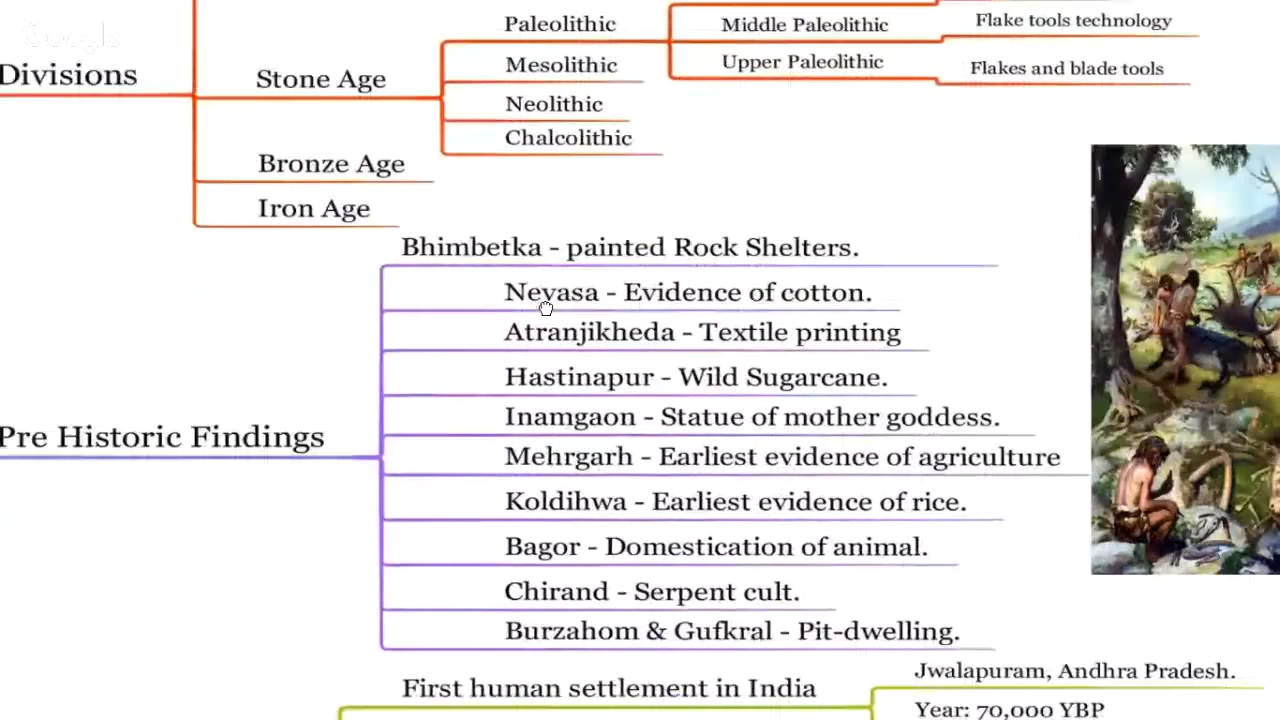 Google
Divisions
Stone Age
Paleolithic
Middle Paleolithic
Flake tools technology
Upper Paleolithic
Flakes and blade tools
Mesolithic
Neolithic
Chalcolithic
Bronze Age
Iron Age
Pre Historic Findings
Bhimbetka - painted Rock Shelters.
Nevasa - Evidence of cotton.
Atranjikheda - Textile printing
Hastinapur - Wild Sugarcane.
Inamgaon - Statue of mother goddess.
Mehrgarh - Earliest evidence of agriculture
Koldihwa - Earliest evidence of rice.
Bagor - Domestication of animal.
Chirand - Serpent cult.
Burzahom & Gufkral - Pit-dwelling.
First human settlement in India
Jwalapuram, Andhra Pradesh.
Year: 70,000 YBP